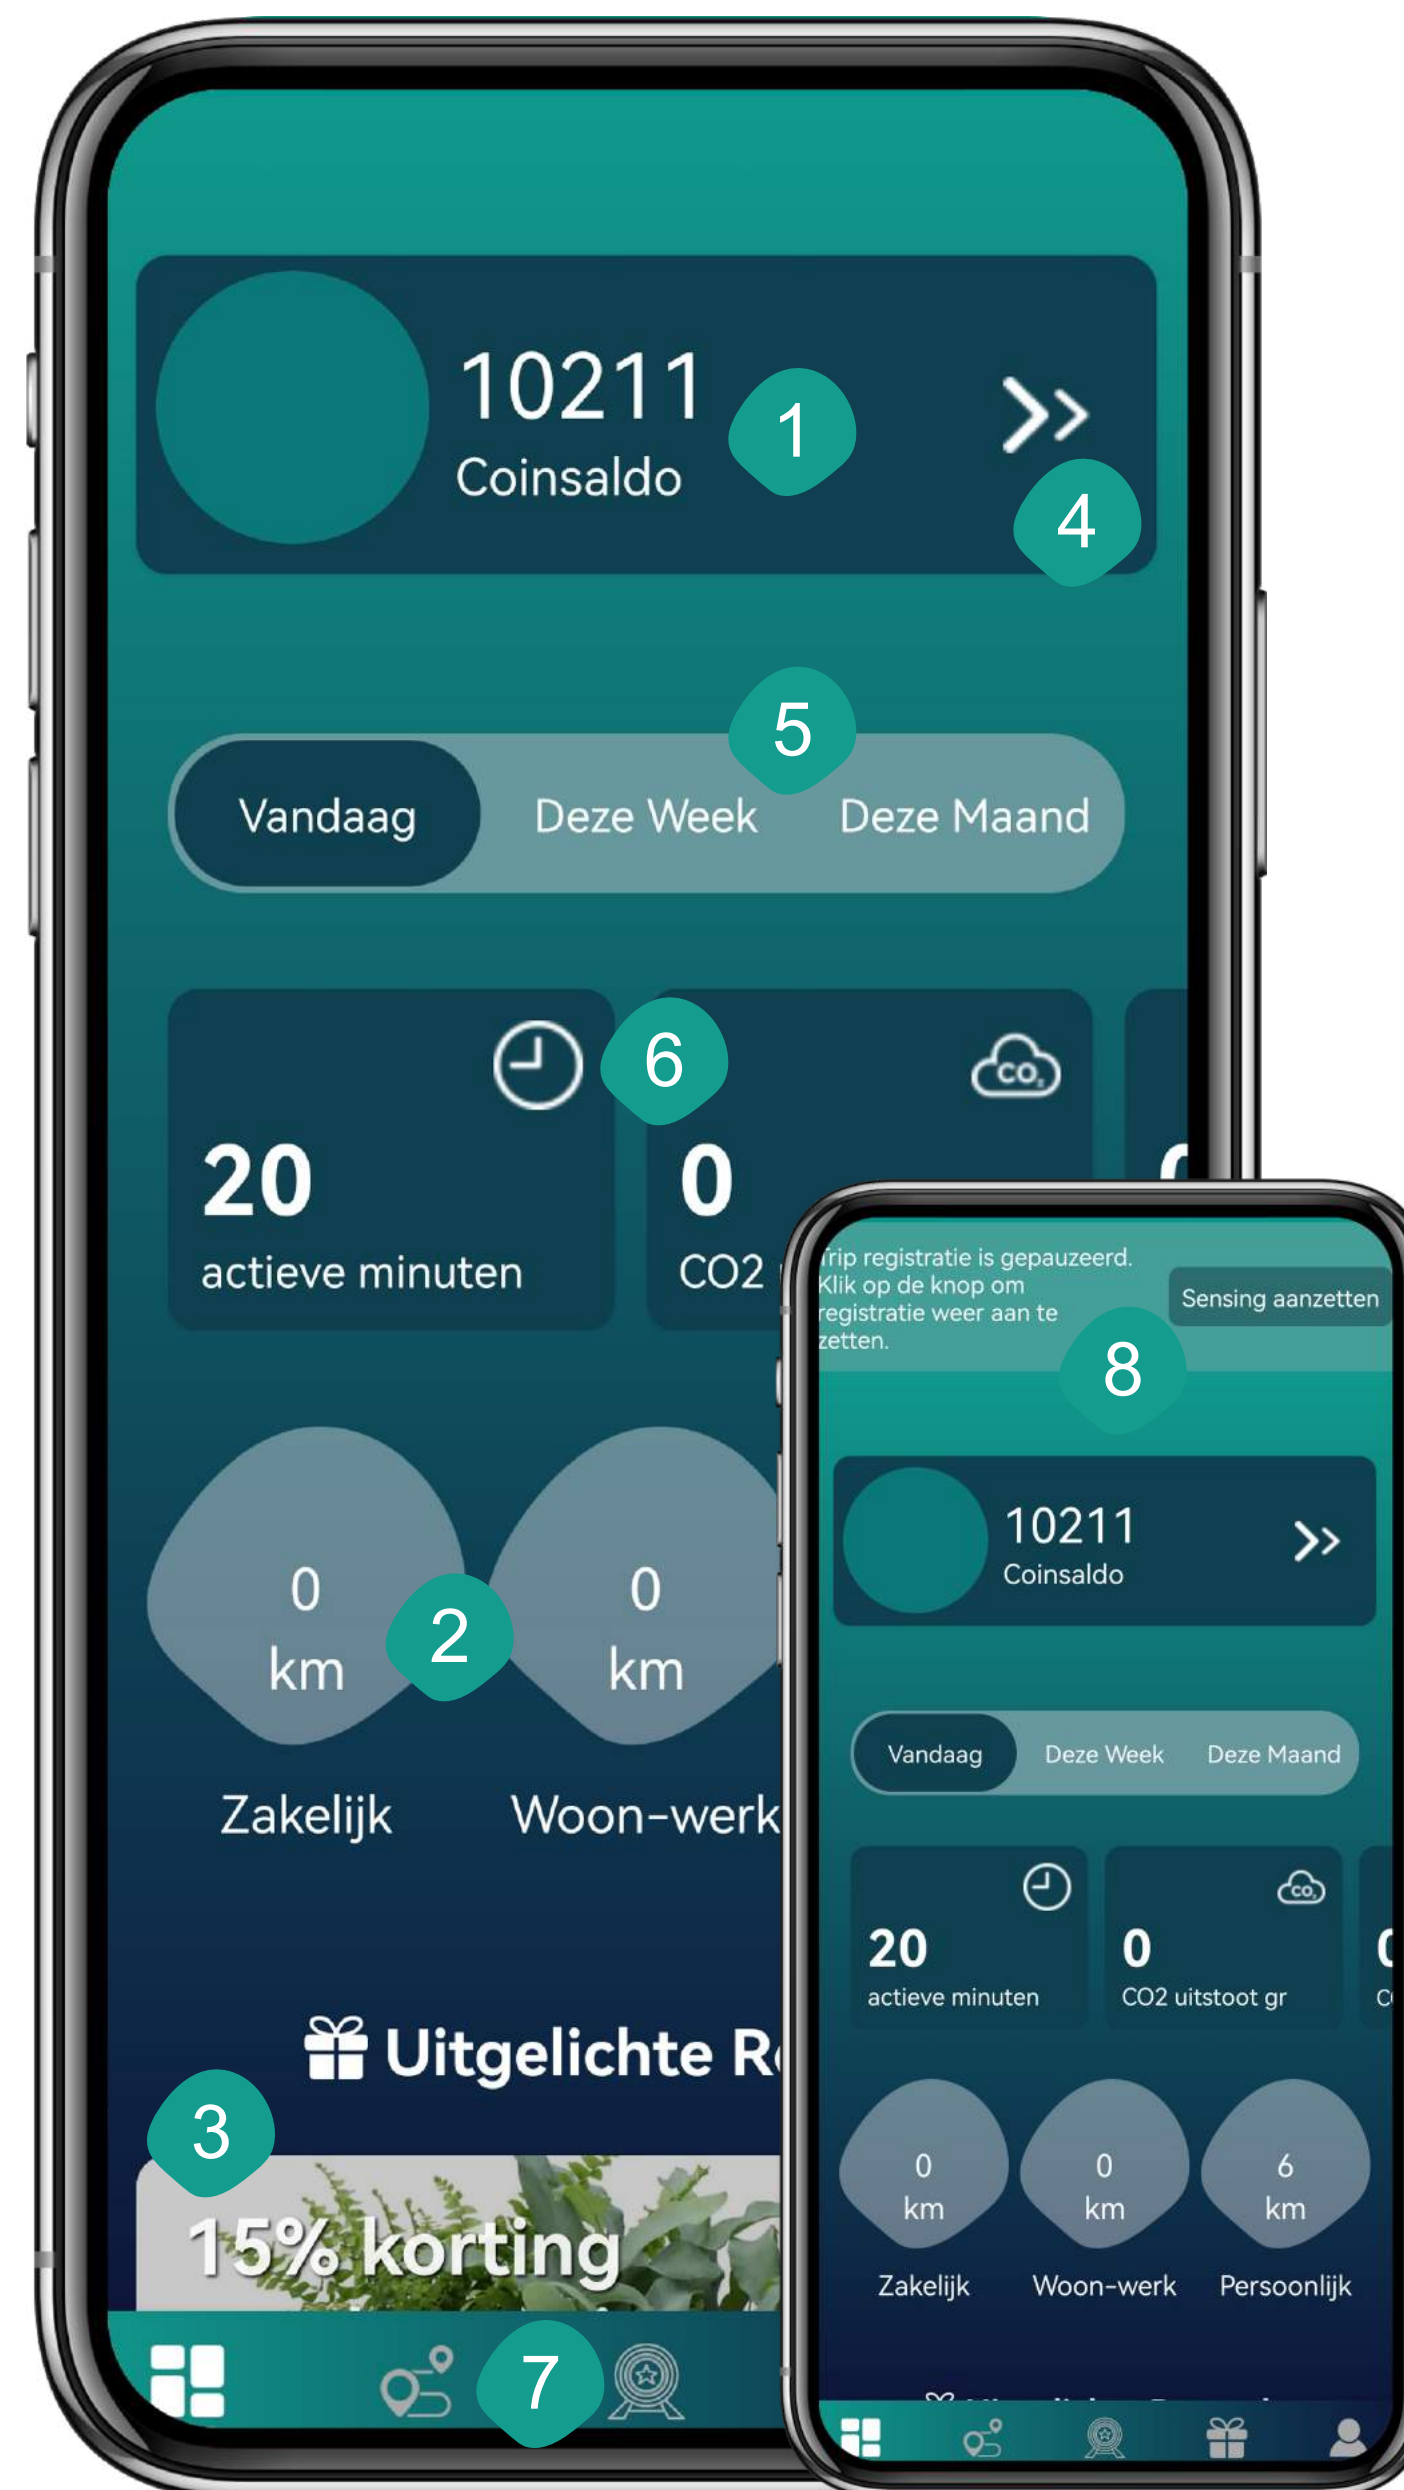 10211
Coinsaldo
1
4
5
Vandaag
Deze Week
Deze Maand
6
CO2
20
0
actieve minuten
CO2
0
km
2
0
km
Zakelijk
Woon-werk
Uitgelichte
3
15% korting
7
Trip registratie is gepauzeerd.
Klik op de knop om
registratie weer aan te
zetten.
Sensing aanzetten
8
10211
Coinsaldo
Vandaag
Deze Week
Deze Maand
CO2
20
0
actieve minuten
CO2 uitstoot gr
0
km
0
km
6
km
Zakelijk
Woon-werk
Persoonlijk